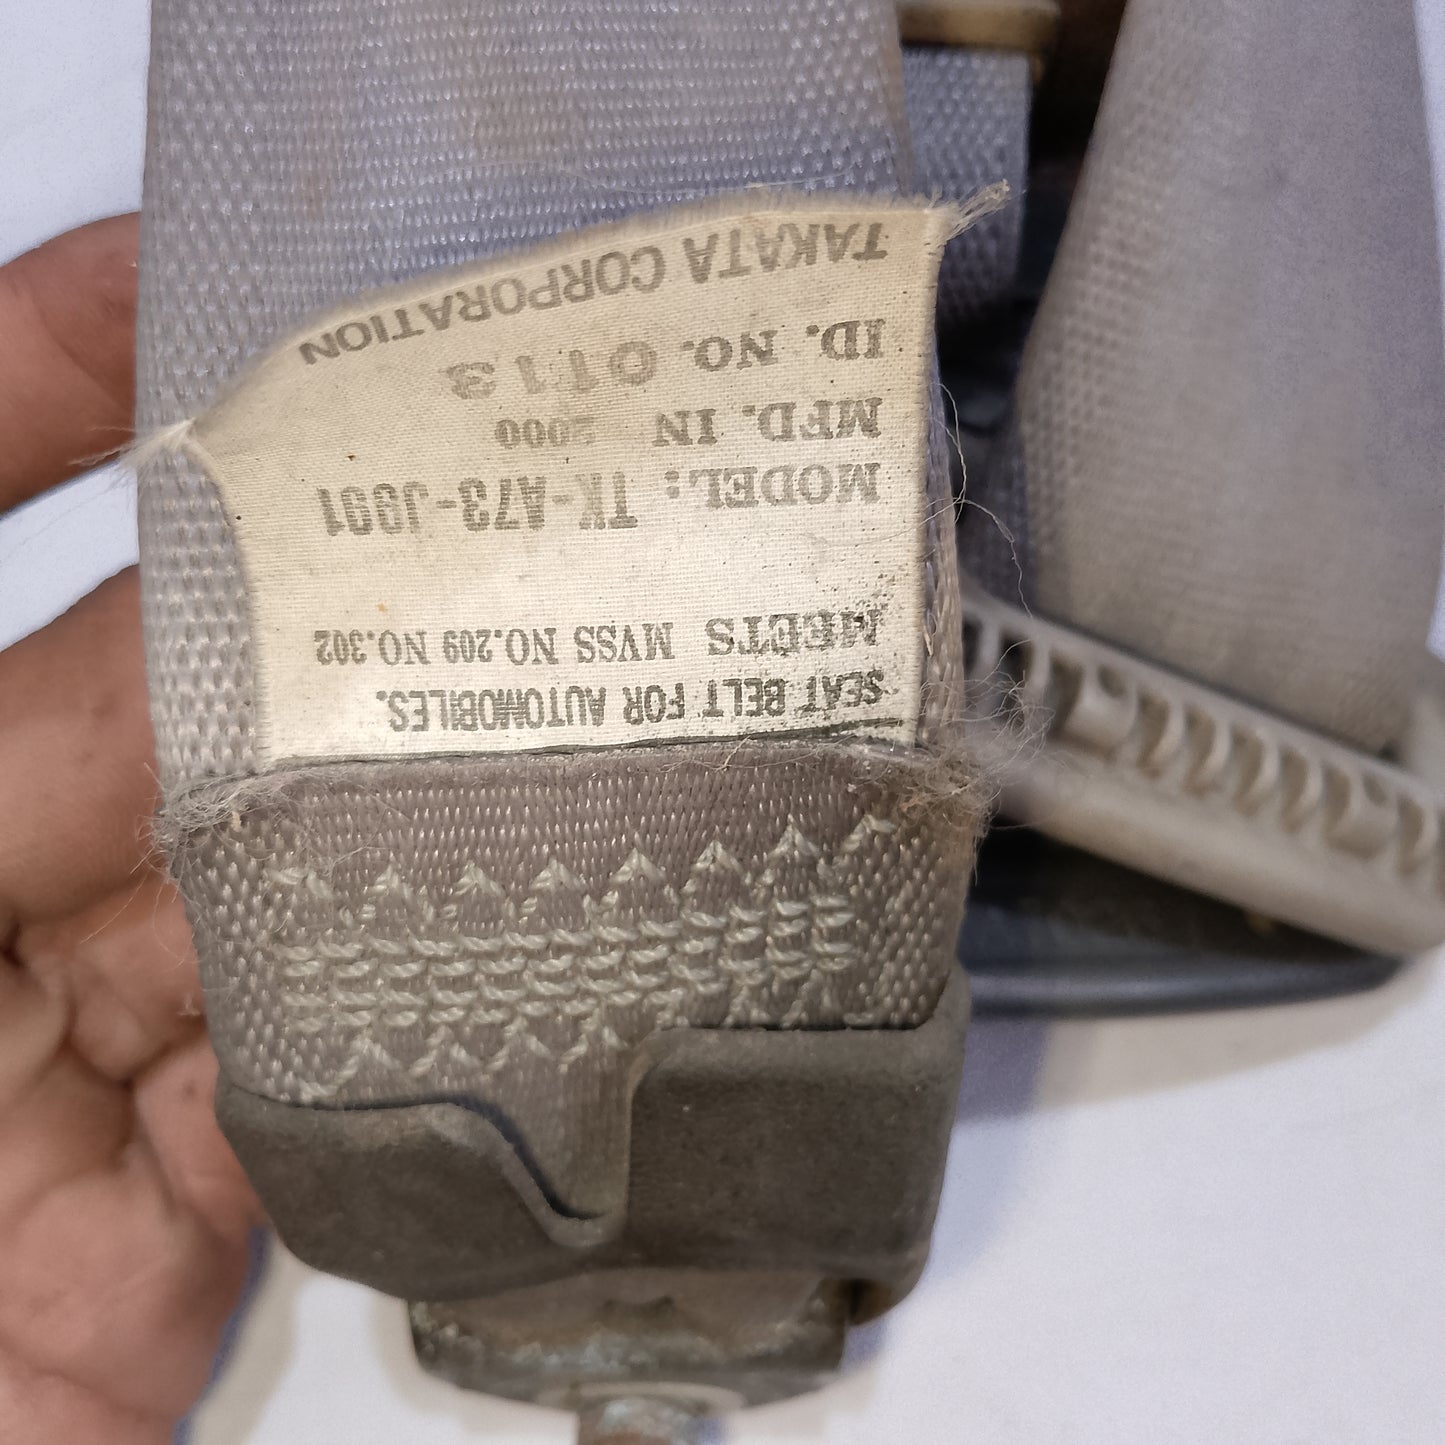 SEAT BELT FOR AUTOMOBILES.
MEETS MVSS NO.209 NO.302
MODEL: TK-A73-J991
MFD. IN 2000
ID. NO. 0113
TAKATA CORPORATION